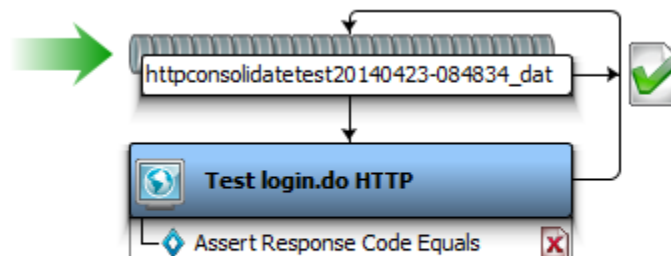 httpconsolidatetest20140423-084834_dat
Test login.do HTTP
Assert Response Code Equals